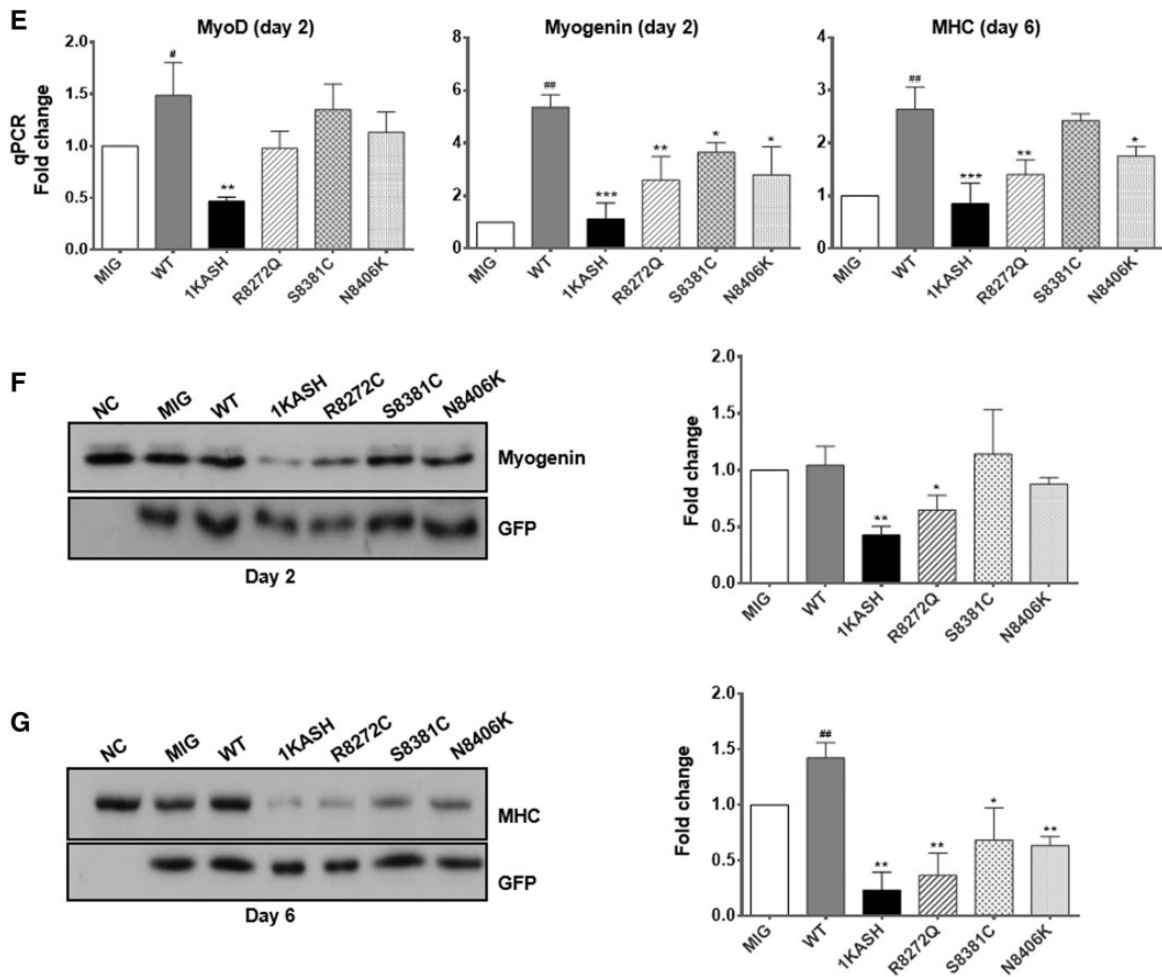 E
MyoD (day 2)
Myogenin (day 2)
MHC (day 6)
qPCR
Fold change
2.0
1.5
1.0
0.5
0.0
#
**
MIG
WT
1KASH
R8272Q
S8381C
N8406K
8
6
4
2
0
##
***
**
*
*
MIG
WT
1KASH
R8272Q
S8381C
N8406K
4
3
2
1
0
##
***
**
*
MIG
WT
1KASH
R8272Q
S8381C
N8406K
F
NC MIG WT 1KASH R8272C S8381C N8406K
Myogenin
GFP
Day 2
Fold change
2.0
1.5
1.0
0.5
0.0
**
*
MIG
WT
1KASH
R8272Q
S8381C
N8406K
G
NC MIG WT 1KASH R8272C S8381C N8406K
MHC
GFP
Day 6
Fold change
2.0
1.5
1.0
0.5
0.0
##
**
**
*
**
MIG
WT
1KASH
R8272Q
S8381C
N8406K